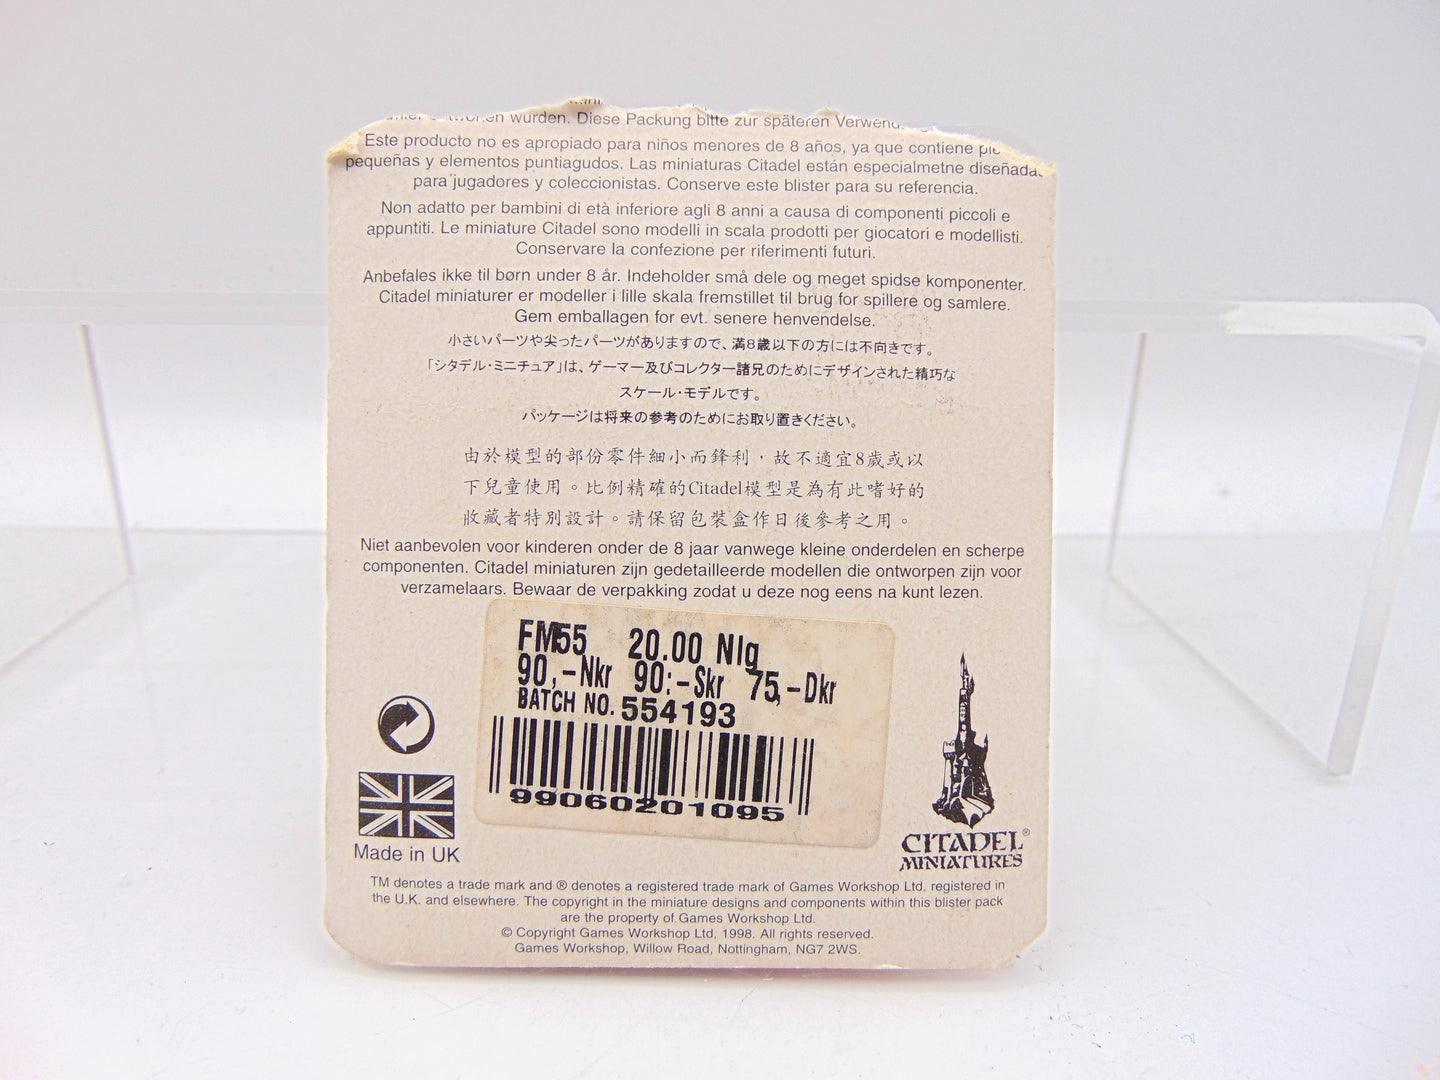 wurden. Diese Packung bitte zur späteren
Este producto no es apropiado para niños menores de 8 años, ya que contiene
pequeñas y elementos puntiagudos. Las miniaturas Citadel están especialmetne diseñadas
para jugadores y coleccionistas. Conserve este blister para su referencia.
Non adatto per bambini di età inferiore agli 8 anni a causa di componenti piccoli e
appuntiti. Le miniature Citadel sono modelli in scala prodotti per giocatori e modellisti.
Conservare la confezione per riferimenti futuri.
Anbefales ikke til børn under 8 år. Indeholder små dele og meget spidse komponenter.
Citadel miniaturer er modeller i lille skala fremstillet til brug for spillere og samlere.
Gem emballagen for evt. senere henvendelse.
小さいパーツや尖ったパーツがありますので、満8歳以下の方には不向きです。
「シタデル・ミニチュア」は、ゲーマー及びコレクター諸兄のためにデザインされた精巧な
スケール・モデルです。
パッケージは将来の参考のためにお取り置きください。
由於模型的部份零件細小而鋒利，故不適宜8歲或以
下兒童使用。比例精確的Citadel模型是為有此嗜好的
收藏者特別設計。請保留包裝盒作日後參考之用。
Niet aanbevolen voor kinderen onder de 8 jaar vanwege kleine onderdelen en scherpe
componenten. Citadel miniaturen zijn gedetailleerde modellen die ontworpen zijn voor
verzamelaars. Bewaar de verpakking zodat u deze nog eens na kunt lezen.
FM55 20.00 Nlg
90,-Nkr 90:-Skr 75,-Dkr
BATCH NO. 554193
99060201095
Made in UK
CITADEL®
MINIATURES
TM denotes a trade mark and ® denotes a registered trade mark of Games Workshop Ltd. registered in
the U.K. and elsewhere. The copyright in the miniature designs and components within this blister pack
are the property of Games Workshop Ltd.
© Copyright Games Workshop Ltd, 1998. All rights reserved.
Games Workshop, Willow Road, Nottingham, NG7 2WS.